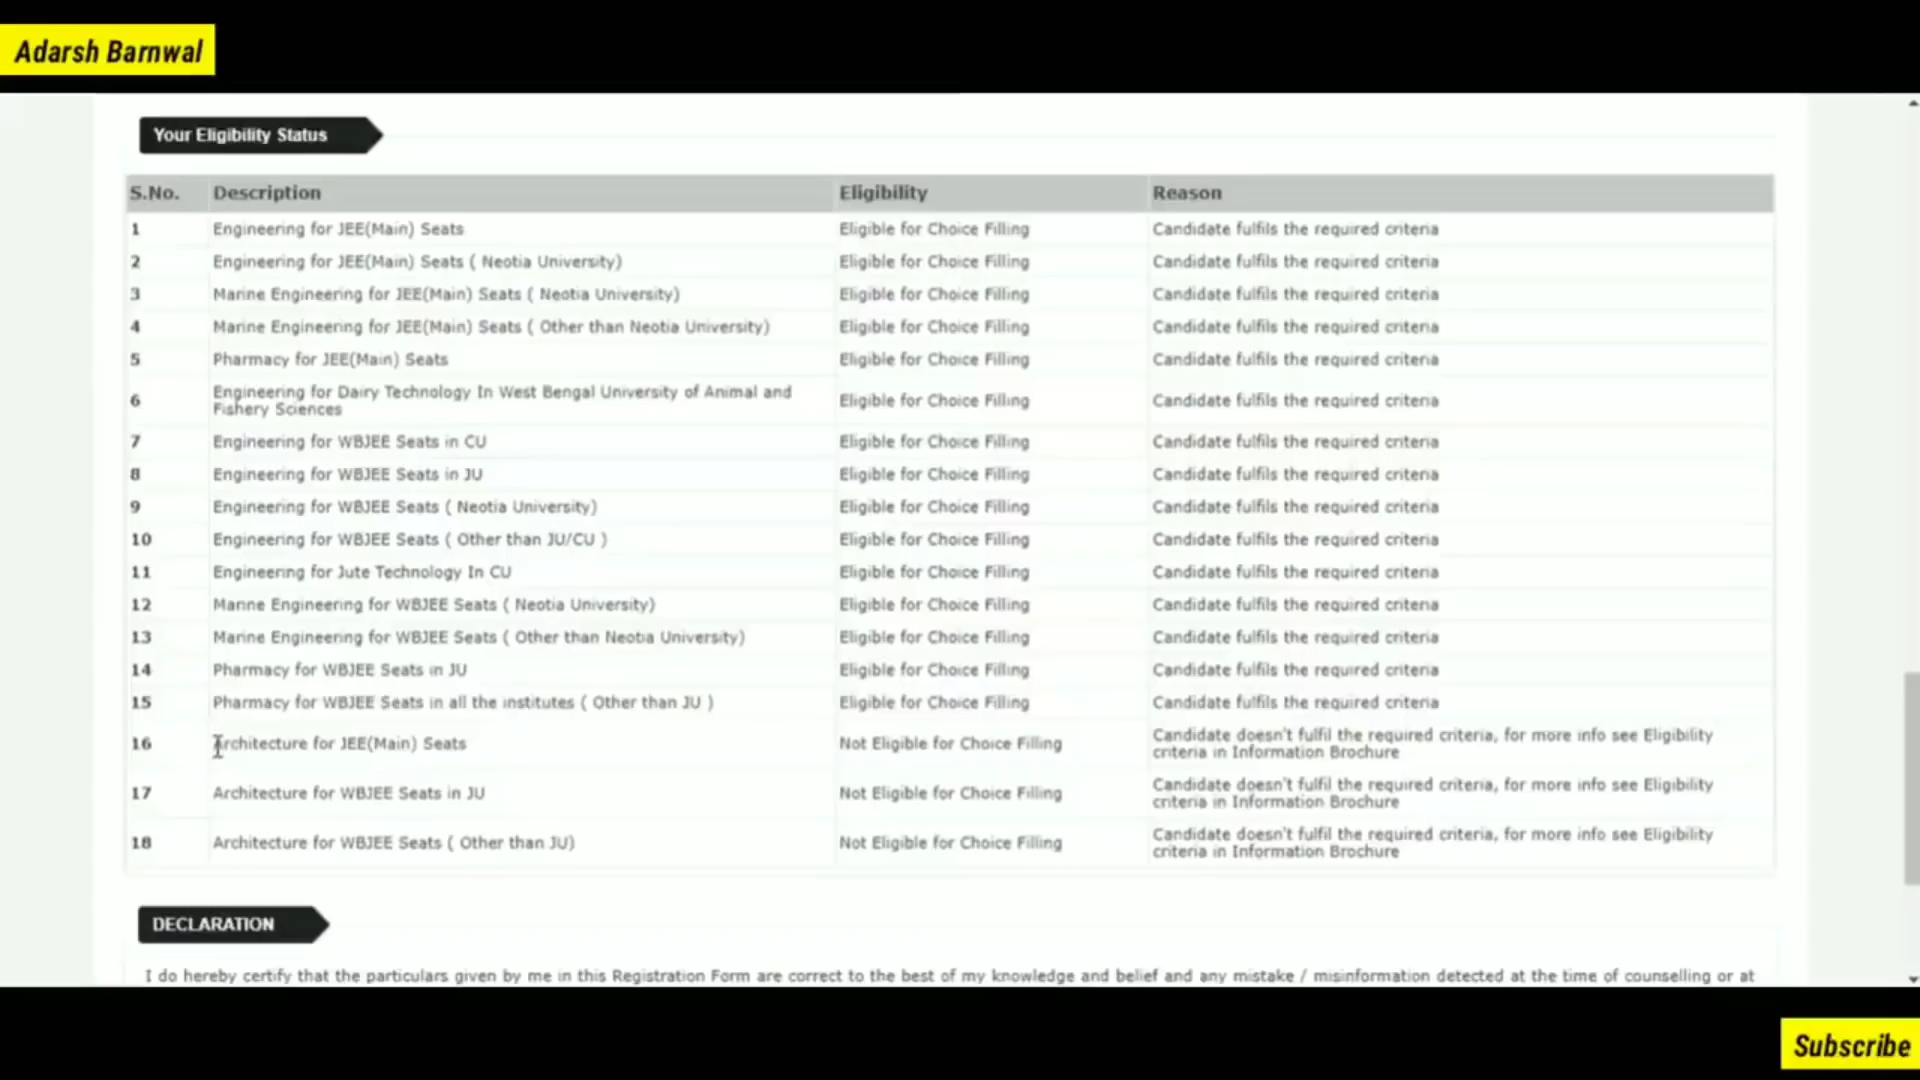 Adarsh Barnwal
Your Eligibility Status
S.No. Description Eligibility Reason
1 Engineering for JEE(Main) Seats Eligible for Choice Filling Candidate fulfils the required criteria
2 Engineering for JEE(Main) Seats ( Neotia University) Eligible for Choice Filling Candidate fulfils the required criteria
3 Marine Engineering for JEE(Main) Seats ( Neotia University) Eligible for Choice Filling Candidate fulfils the required criteria
4 Marine Engineering for JEE(Main) Seats ( Other than Neotia University) Eligible for Choice Filling Candidate fulfils the required criteria
5 Pharmacy for JEE(Main) Seats Eligible for Choice Filling Candidate fulfils the required criteria
6 Engineering for Dairy Technology In West Bengal University of Animal and
Fishery Sciences Eligible for Choice Filling Candidate fulfils the required criteria
7 Engineering for WBJEE Seats in CU Eligible for Choice Filling Candidate fulfils the required criteria
8 Engineering for WBJEE Seats in JU Eligible for Choice Filling Candidate fulfils the required criteria
9 Engineering for WBJEE Seats ( Neotia University) Eligible for Choice Filling Candidate fulfils the required criteria
10 Engineering for WBJEE Seats ( Other than JU/CU ) Eligible for Choice Filling Candidate fulfils the required criteria
11 Engineering for Jute Technology In CU Eligible for Choice Filling Candidate fulfils the required criteria
12 Marine Engineering for WBJEE Seats ( Neotia University) Eligible for Choice Filling Candidate fulfils the required criteria
13 Marine Engineering for WBJEE Seats ( Other than Neotia University) Eligible for Choice Filling Candidate fulfils the required criteria
14 Pharmacy for WBJEE Seats in JU Eligible for Choice Filling Candidate fulfils the required criteria
15 Pharmacy for WBJEE Seats in all the institutes ( Other than JU ) Eligible for Choice Filling Candidate fulfils the required criteria
16 Architecture for JEE(Main) Seats Not Eligible for Choice Filling Candidate doesn't fulfil the required criteria, for more info see Eligibility
criteria in Information Brochure
17 Architecture for WBJEE Seats in JU Not Eligible for Choice Filling Candidate doesn't fulfil the required criteria, for more info see Eligibility
criteria in Information Brochure
18 Architecture for WBJEE Seats ( Other than JU) Not Eligible for Choice Filling Candidate doesn't fulfil the required criteria, for more info see Eligibility
criteria in Information Brochure
DECLARATION
I do hereby certify that the particulars given by me in this Registration Form are correct to the best of my knowledge and belief and any mistake / misinformation detected at the time of counselling or at
Subscribe